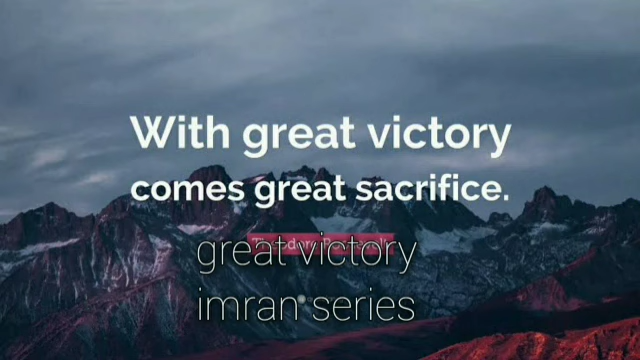 With great victory
comes great sacrifice.
great victory
imran series